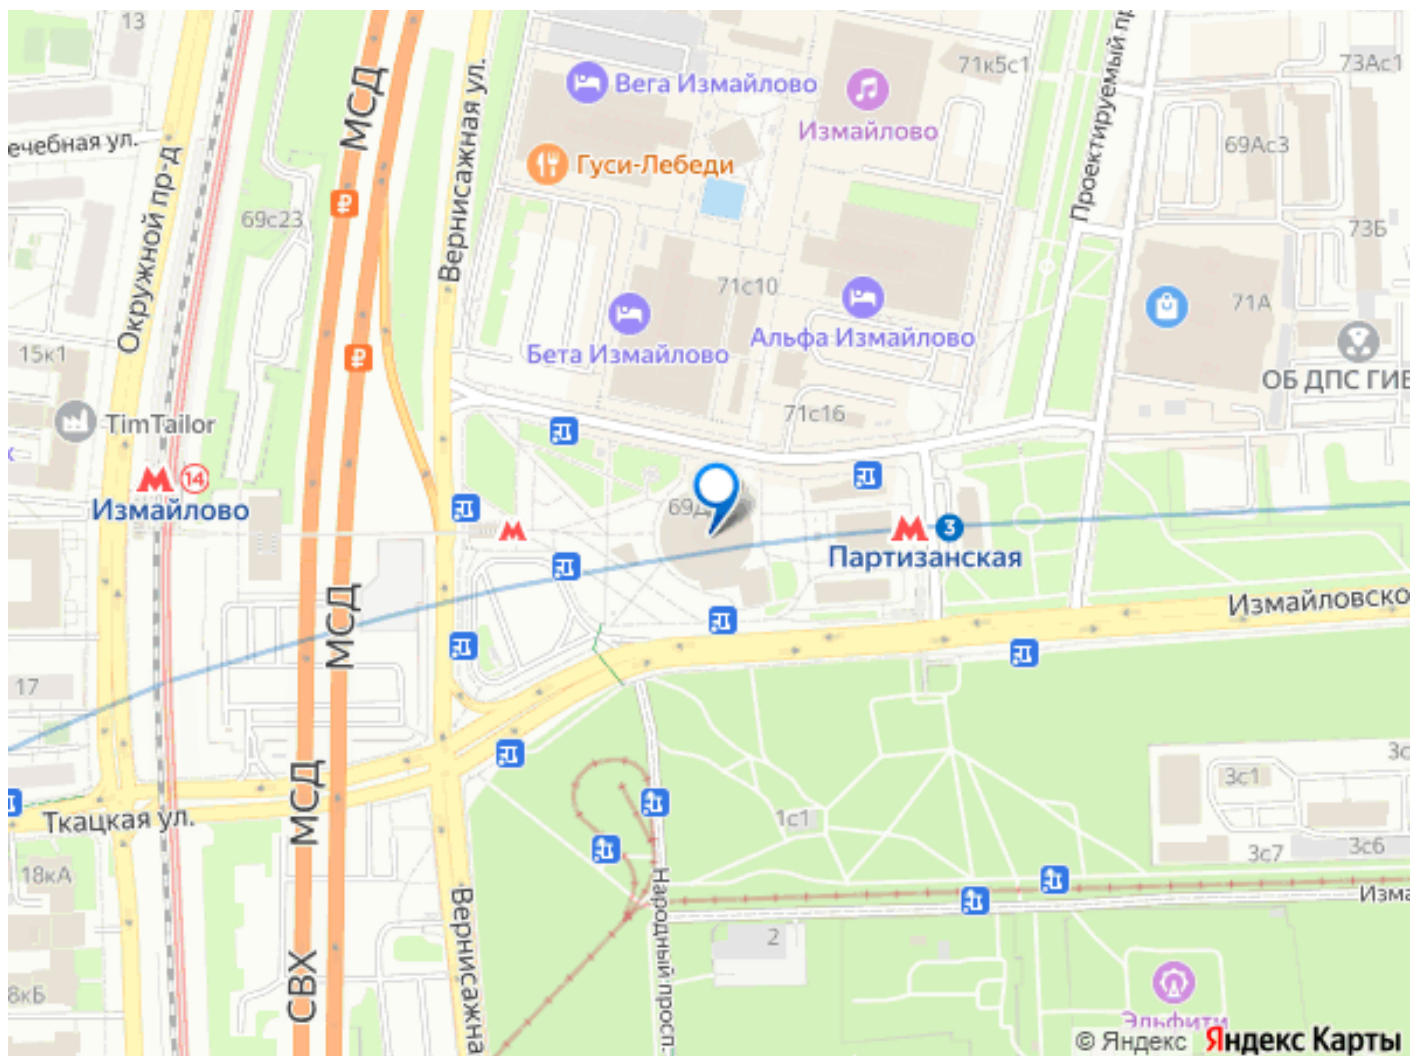 13
71к5с1
73Ас1
МСД
Вернисажная ул.
Вега Измайлово
Измайлово
Проектируемый пр
ечебная ул.
Окружной пр-д
Гуси-Лебеди
69Ас3
69с23
73Б
71с10
71А
15к1
Бета Измайлово
Альфа Измайлово
ОБ ДПС ГИБ
TimTailor
71с16
14
Измайлово
69Д
3
Партизанская
МСД
Измайловско
17
МСД
Ткацкая ул.
3с1
1с1
3с6
3с7
18кА
Народный просп.
Изма
Вернисажна
2
СВХ
8кБ
Эльфити
© Яндекс Яндекс Карты